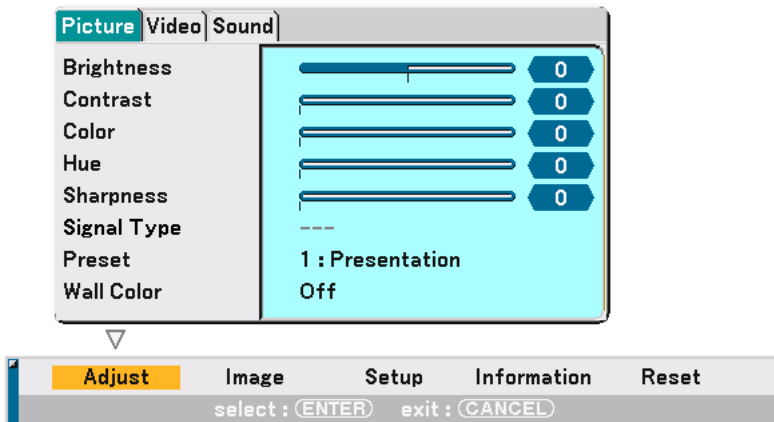 Picture Video Sound
Brightness 0
Contrast 0
Color 0
Hue 0
Sharpness 0
Signal Type ---
Preset 1 : Presentation
Wall Color Off
Adjust Image Setup Information Reset
select : ENTER exit : CANCEL